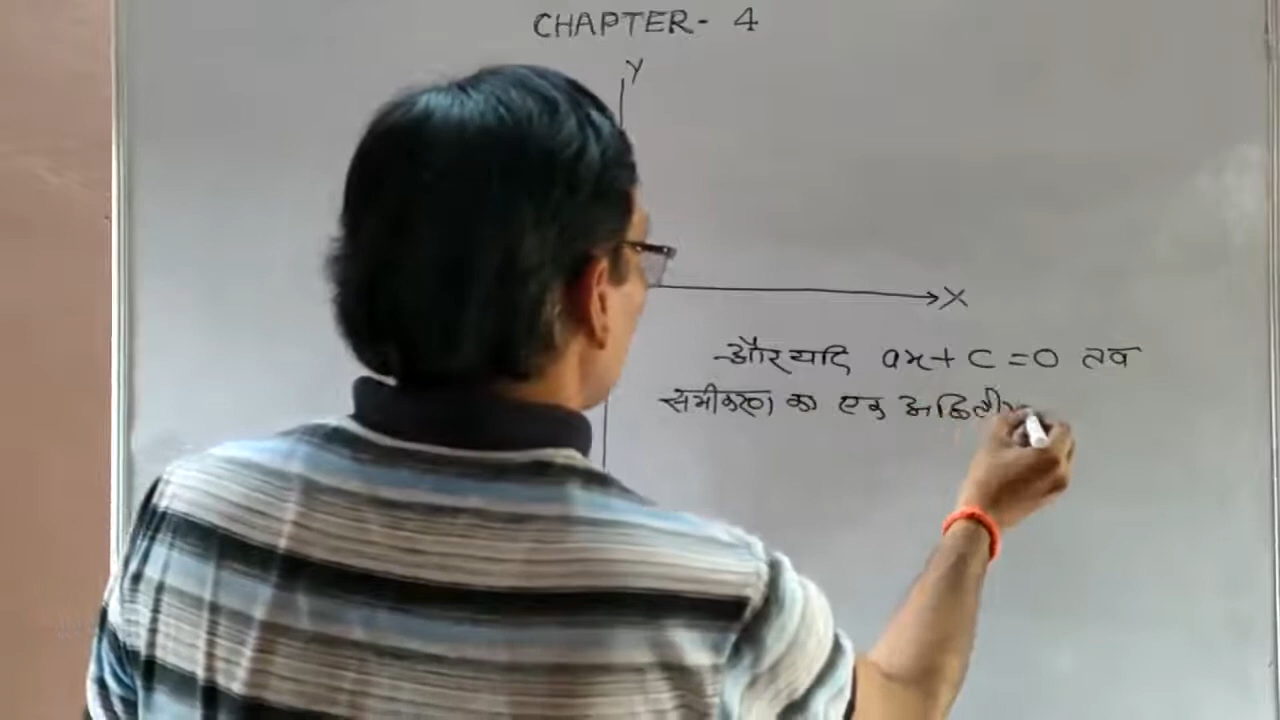 CHAPTER- 4
Y
X
और यदि ax + c = 0 तब
समीकरण का एक अद्वितीय